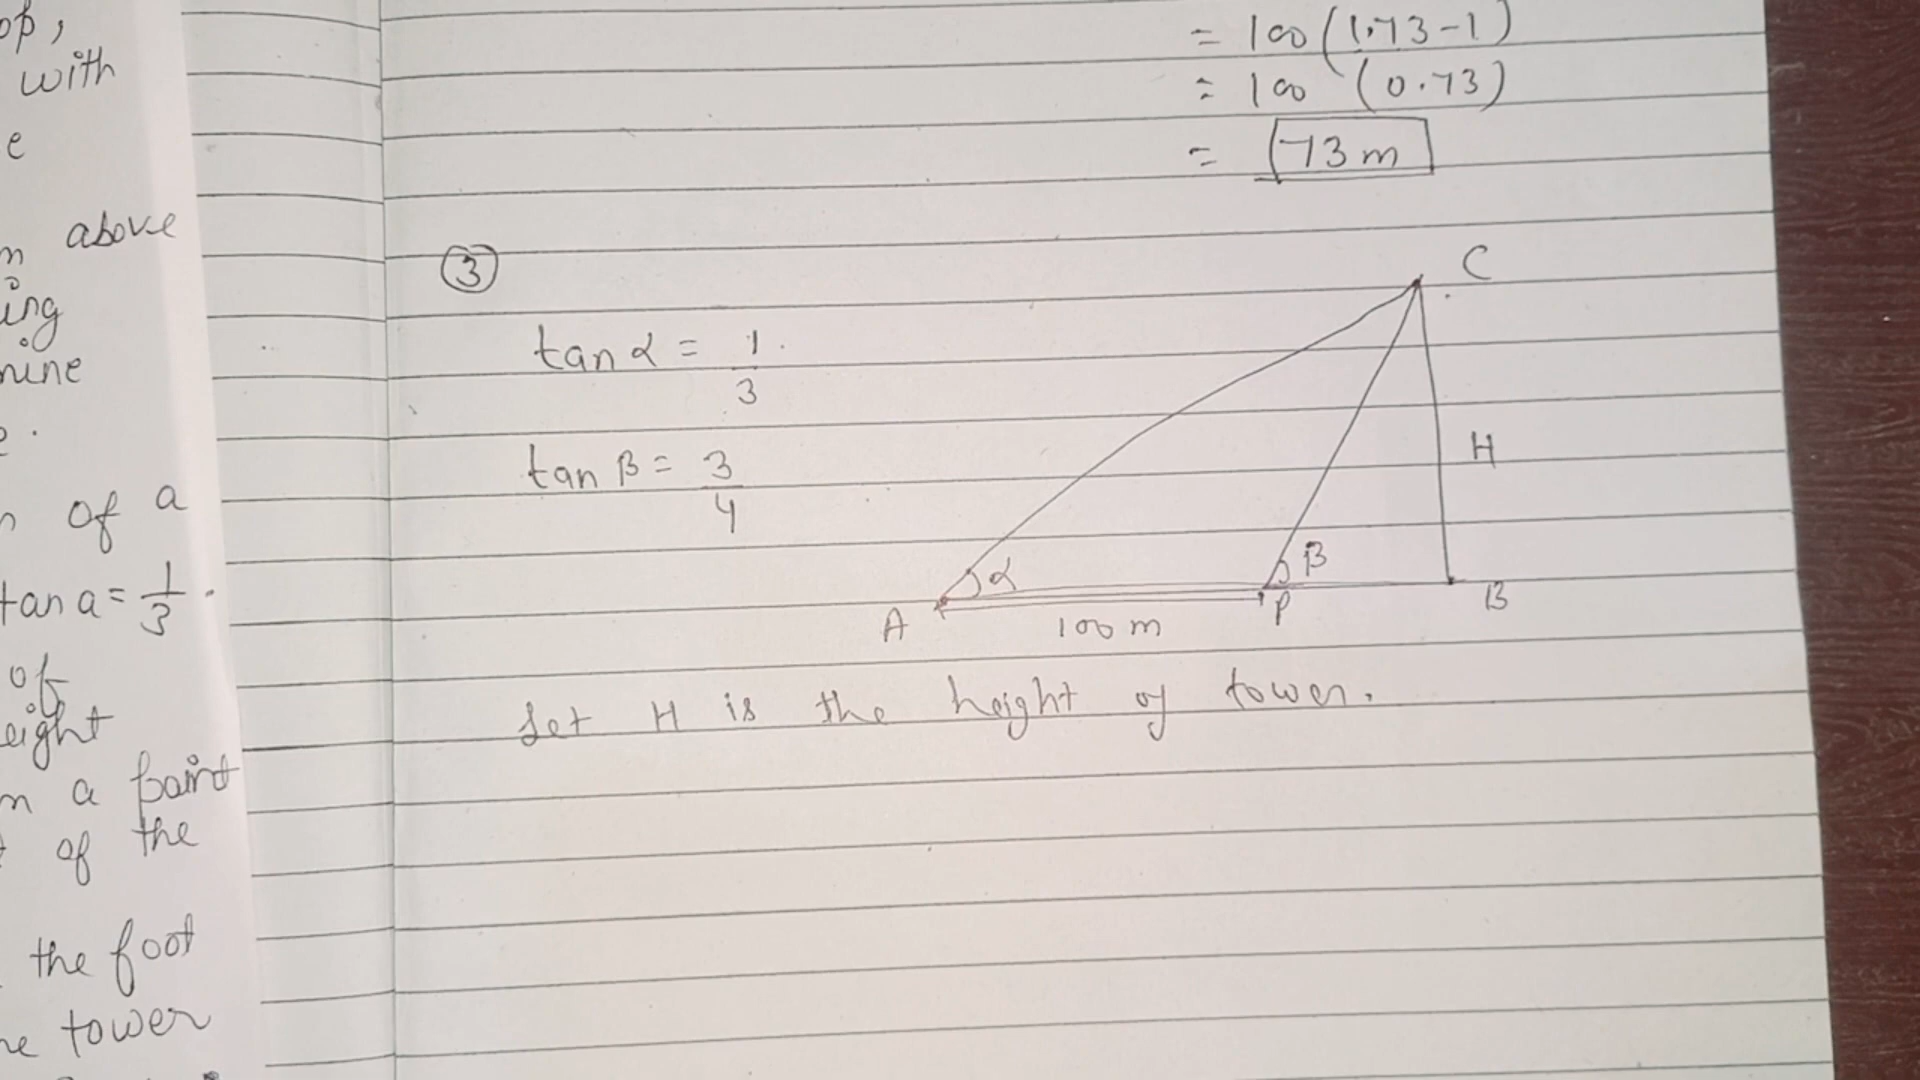 op,
with
e
above
ing
mine
of a
tan a = 1/3.
of
eight
a point
of the
the foot
tower
= 100 (1.73-1)
= 100 (0.73)
= 73 m
3
tan α = 1/3
tan β = 3/4
C
H
α
β
A
100 m
P
B
Let H is the height of tower.